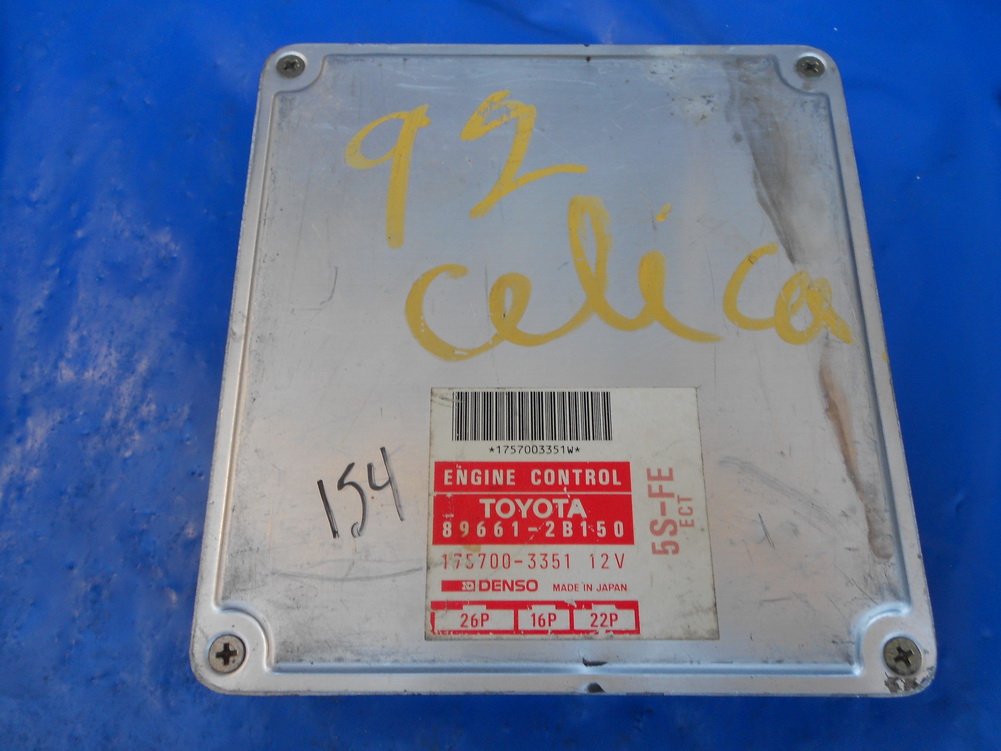 92
celica
154
*1757003351W*
ENGINE CONTROL
TOYOTA
89661-2B150
175700-3351 12V
DENSO MADE IN JAPAN
26P 16P 22P
5S-FE
ECT